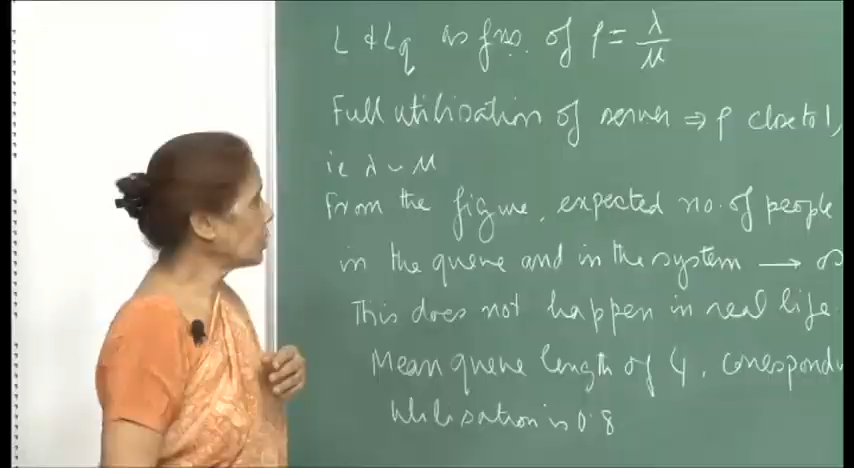 L & Lq as fns. of ρ = λ/μ
Full utilisation of server ⇒ ρ close to 1,
ie λ ~ μ
From the figure, expected no. of people
in the queue and in the system → ∞
This does not happen in real life.
Mean queue length of 4, correspondi
utilisation is 0.8